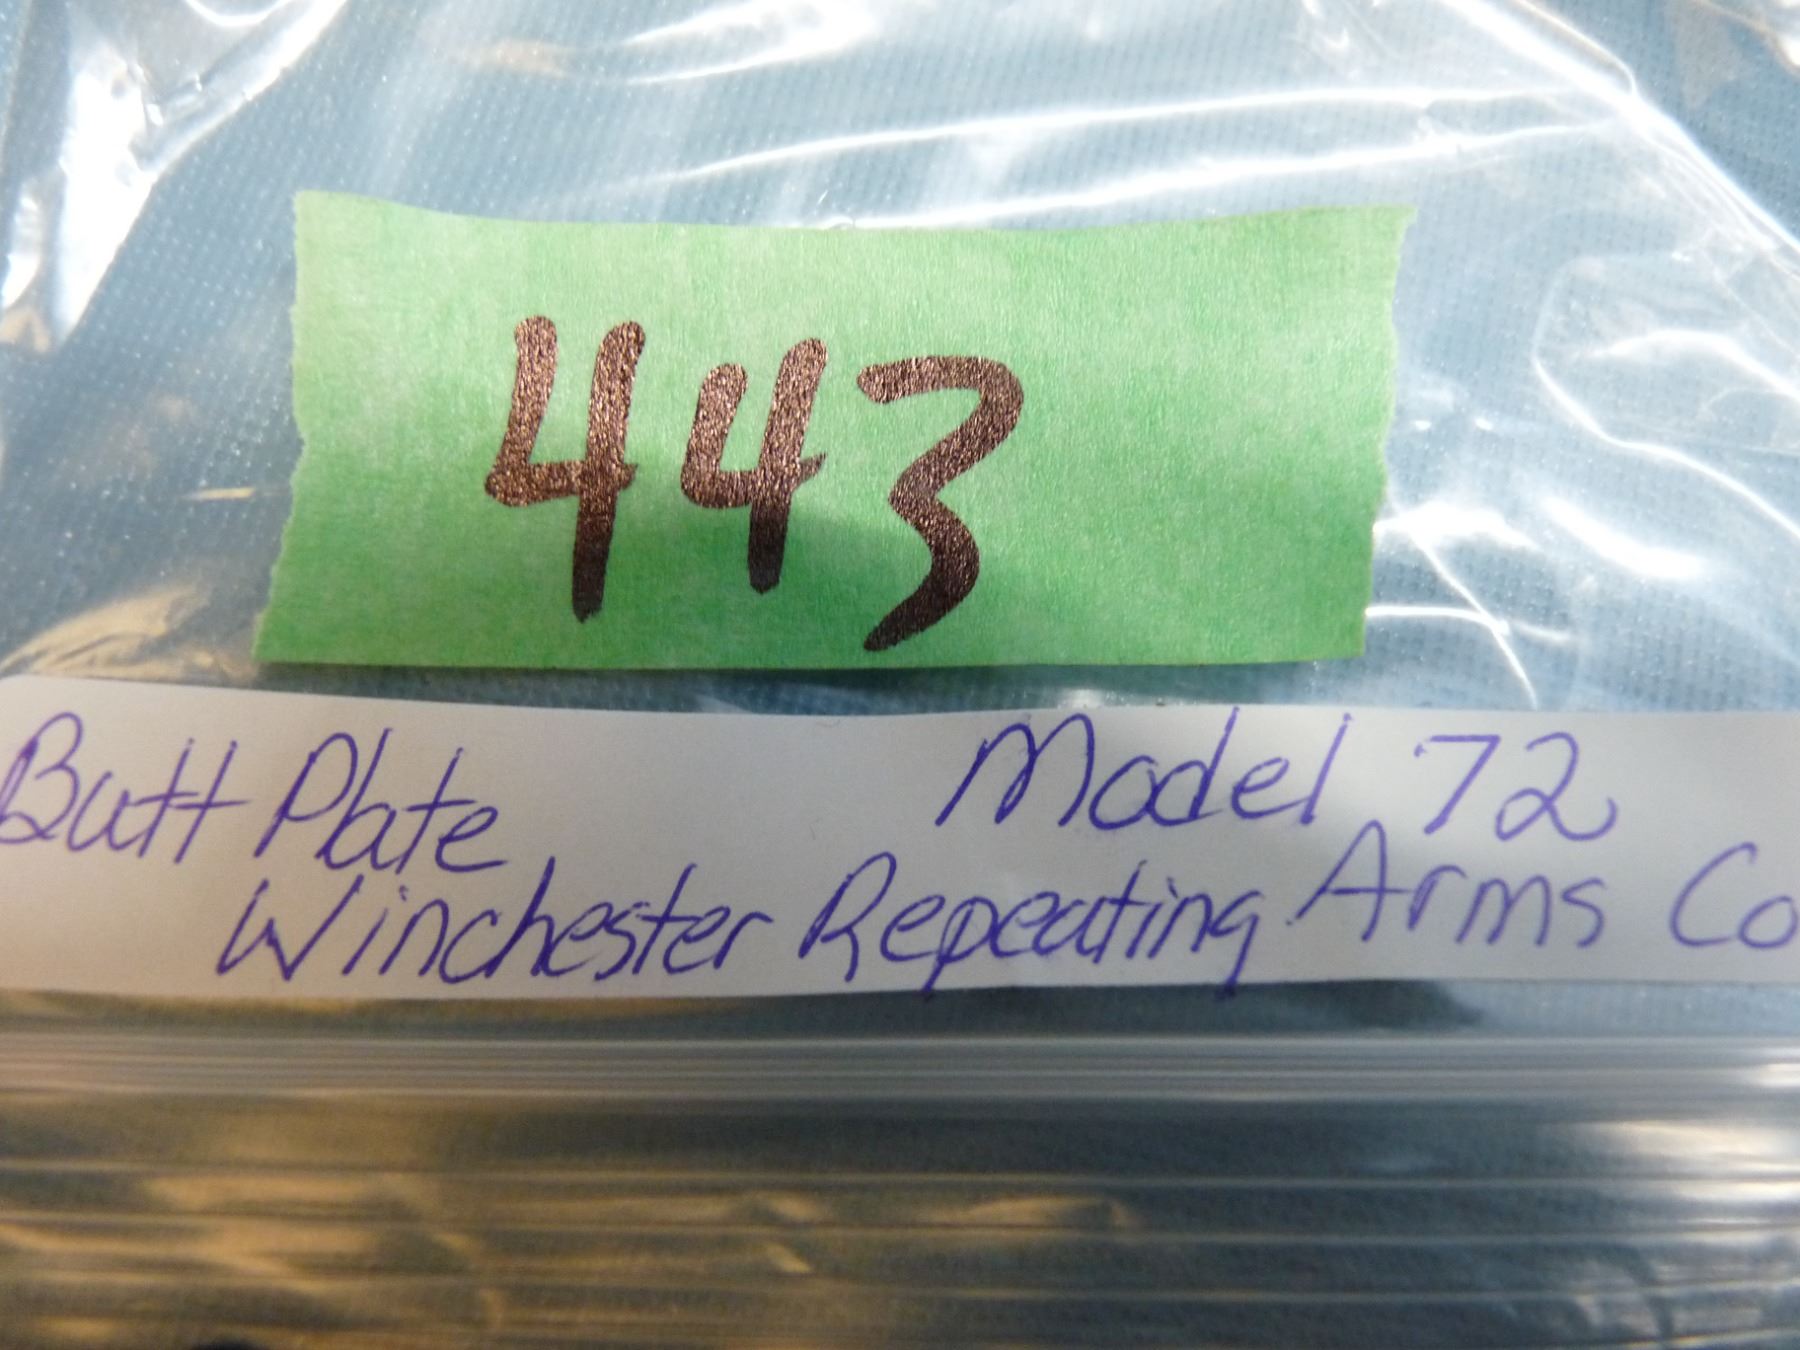 443
Butt Plate Model 72
Winchester Repeating Arms Co